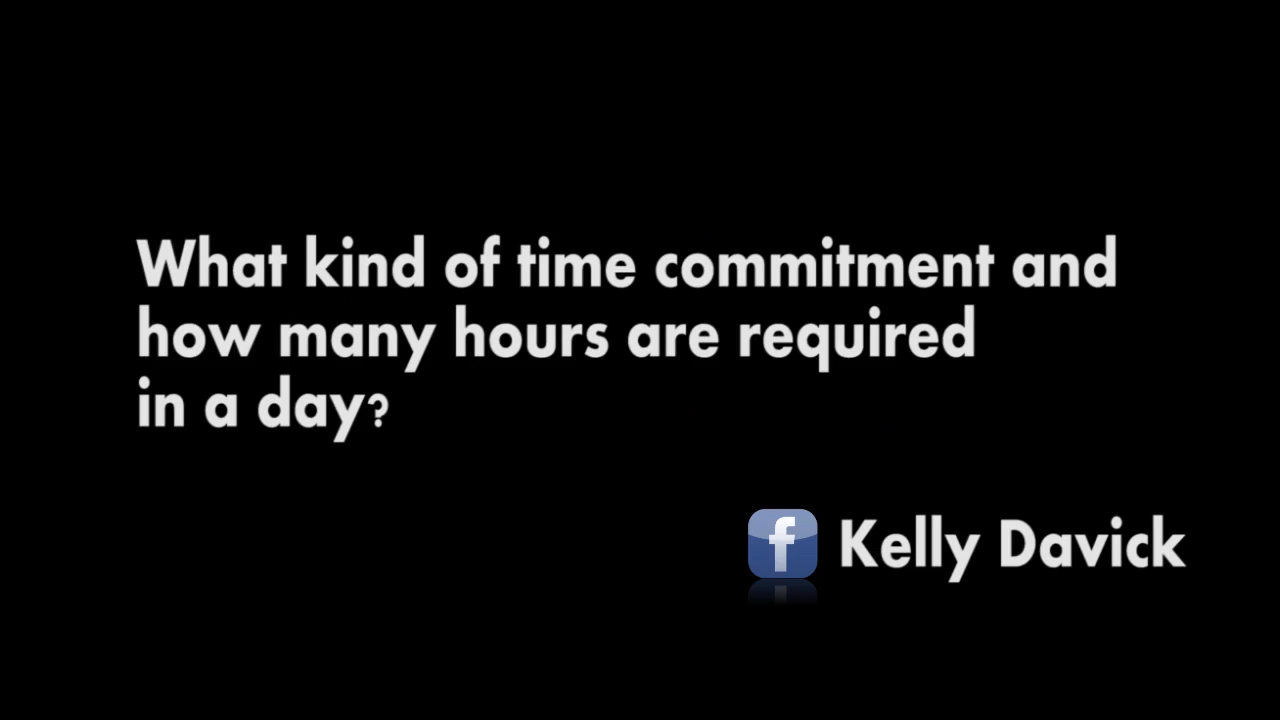 What kind of time commitment and
how many hours are required
in a day?
f Kelly Davick